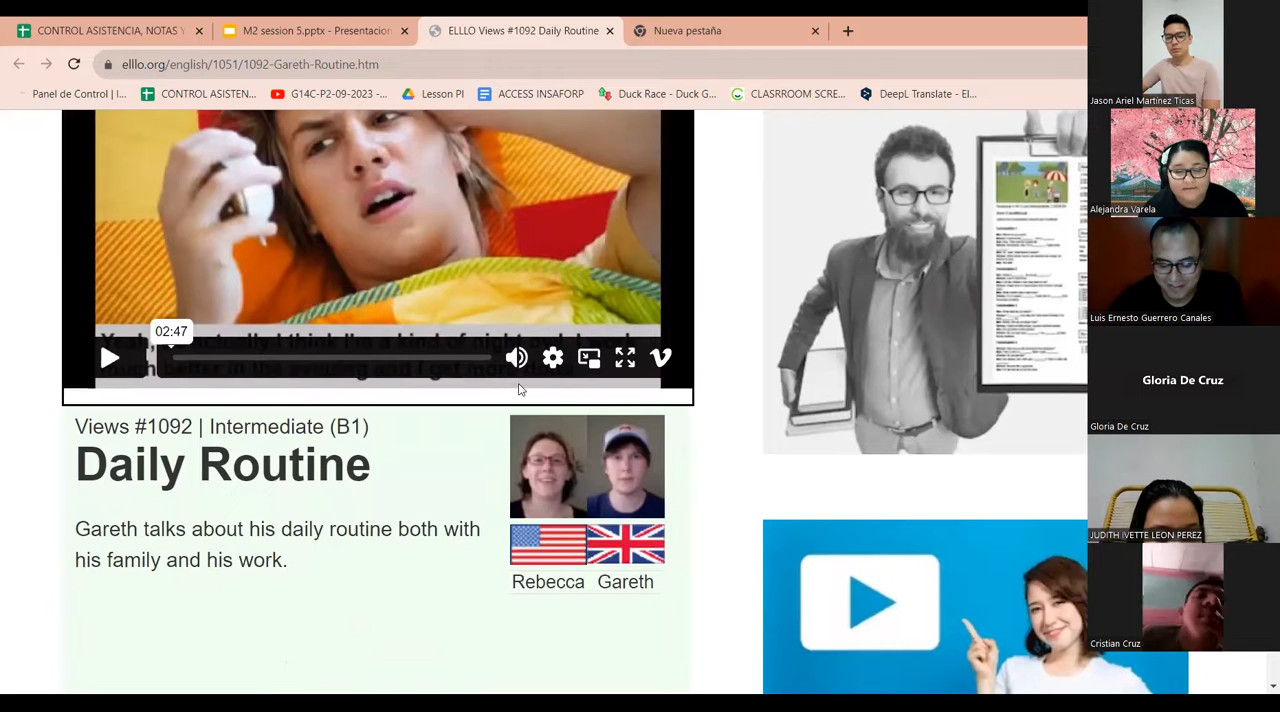 CONTROL ASISTENCIA, NOTAS Y
M2 session 5.pptx - Presentacion
ELLLO Views #1092 Daily Routine
Nueva pestaña
elllo.org/english/1051/1092-Gareth-Routine.htm
Panel de Control | I...
CONTROL ASISTEN...
G14C-P2-09-2023 -...
Lesson Pl
ACCESS INSAFORP
Duck Race - Duck G...
CLASRROOM SCRE...
DeepL Translate - El...
02:47
Views #1092 | Intermediate (B1)
Daily Routine
Gareth talks about his daily routine both with
his family and his work.
Rebecca Gareth
Jason Ariel Martínez Ticas
Alejandra Varela
Luis Ernesto Guerrero Canales
Gloria De Cruz
Gloria De Cruz
JUDITH IVETTE LEON PEREZ
Cristian Cruz